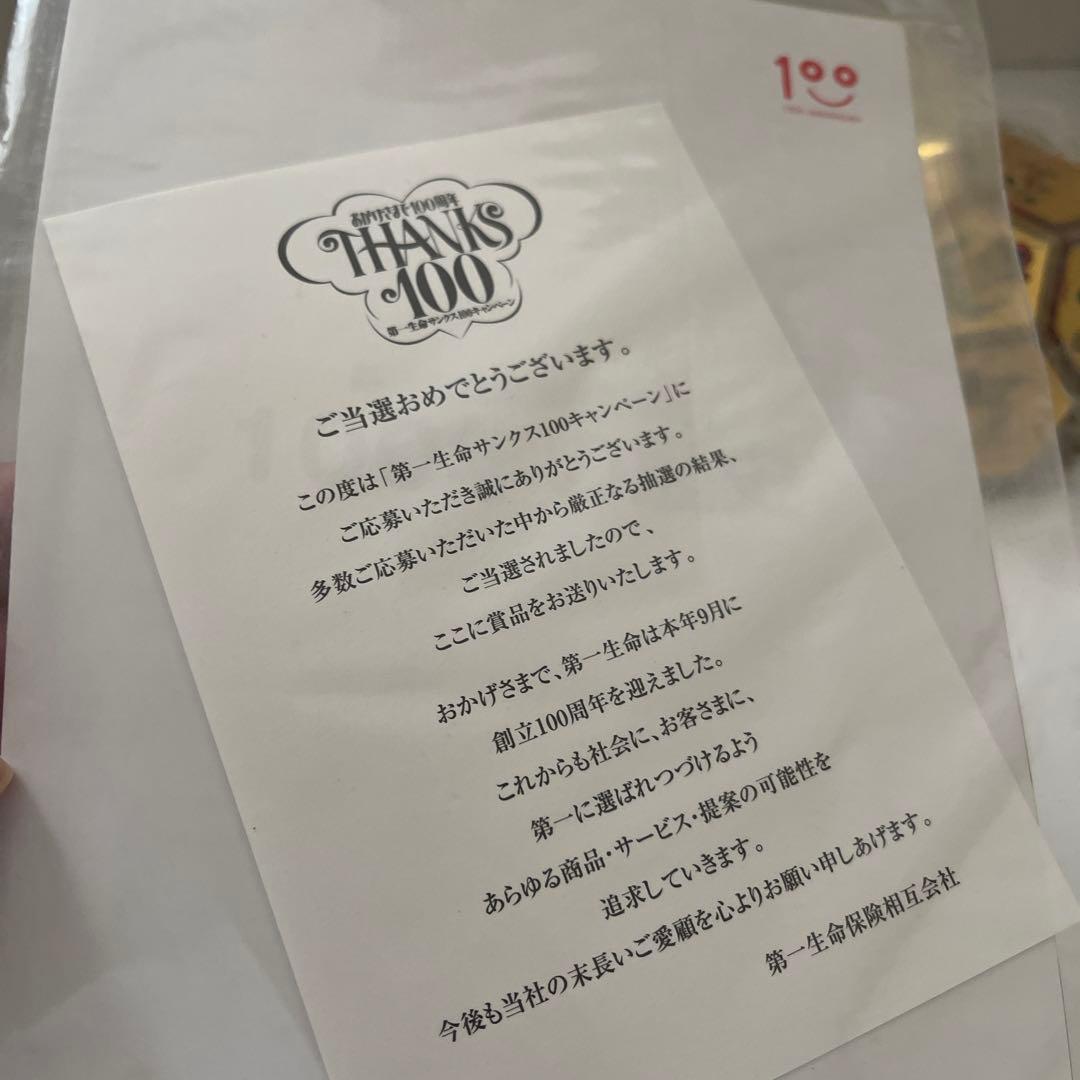 100
おかげさまで100周年
THANKS
100
第一生命サンクス100キャンペーン
ご当選おめでとうございます。
この度は「第一生命サンクス100キャンペーン」に
ご応募いただき誠にありがとうございます。
多数ご応募いただいた中から厳正なる抽選の結果、
ご当選されましたので、
ここに賞品をお送りいたします。
おかげさまで、第一生命は本年9月に
創立100周年を迎えました。
これからも社会に、お客さまに、
第一に選ばれつづけるよう
あらゆる商品・サービス・提案の可能性を
追求していきます。
今後も当社の末長いご愛顧を心よりお願い申しあげます。
第一生命保険相互会社